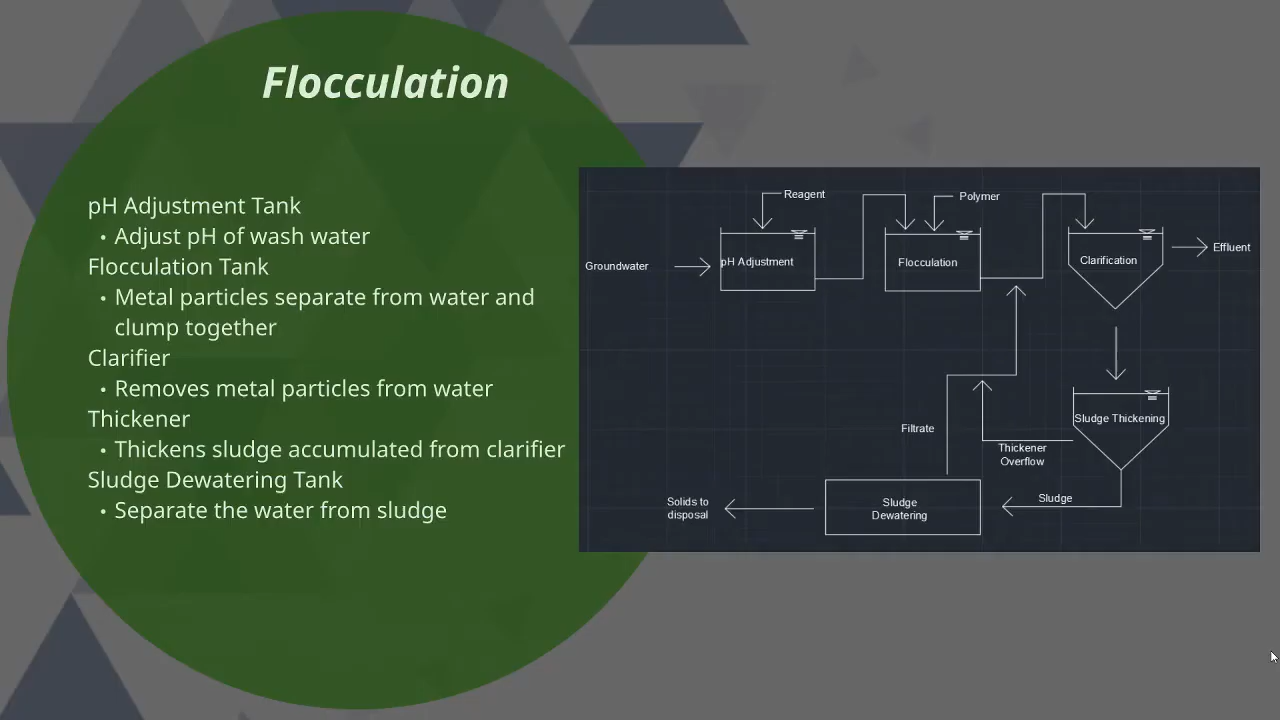 Flocculation
pH Adjustment Tank
• Adjust pH of wash water
Flocculation Tank
• Metal particles separate from water and
clump together
Clarifier
• Removes metal particles from water
Thickener
• Thickens sludge accumulated from clarifier
Sludge Dewatering Tank
• Separate the water from sludge
Reagent
Polymer
Groundwater
pH Adjustment
Flocculation
Clarification
Effluent
Sludge Thickening
Filtrate
Thickener
Overflow
Solids to
disposal
Sludge
Dewatering
Sludge